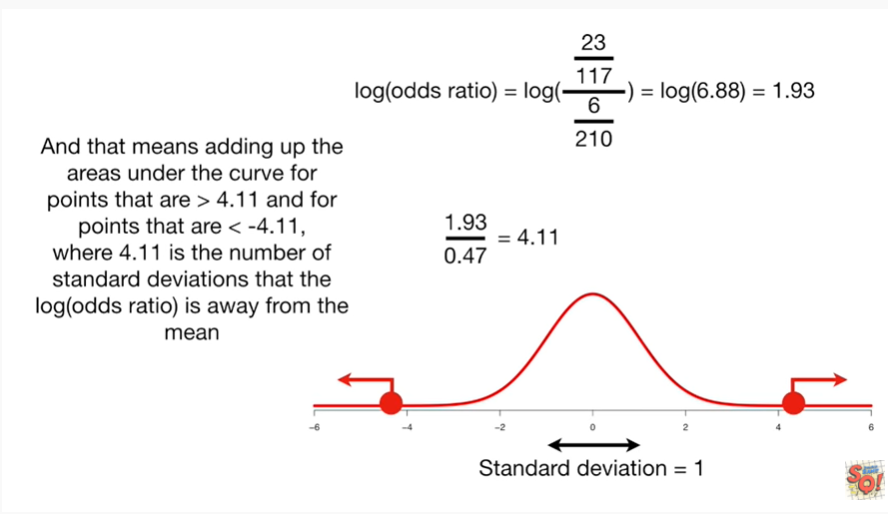 log(odds ratio) = log(
23
117
6
210
) = log(6.88) = 1.93
And that means adding up the
areas under the curve for
points that are > 4.11 and for
points that are < -4.11,
where 4.11 is the number of
standard deviations that the
log(odds ratio) is away from the
mean
1.93
0.47
= 4.11
-6 -4 -2 0 2 4 6
Standard deviation = 1
SQ!